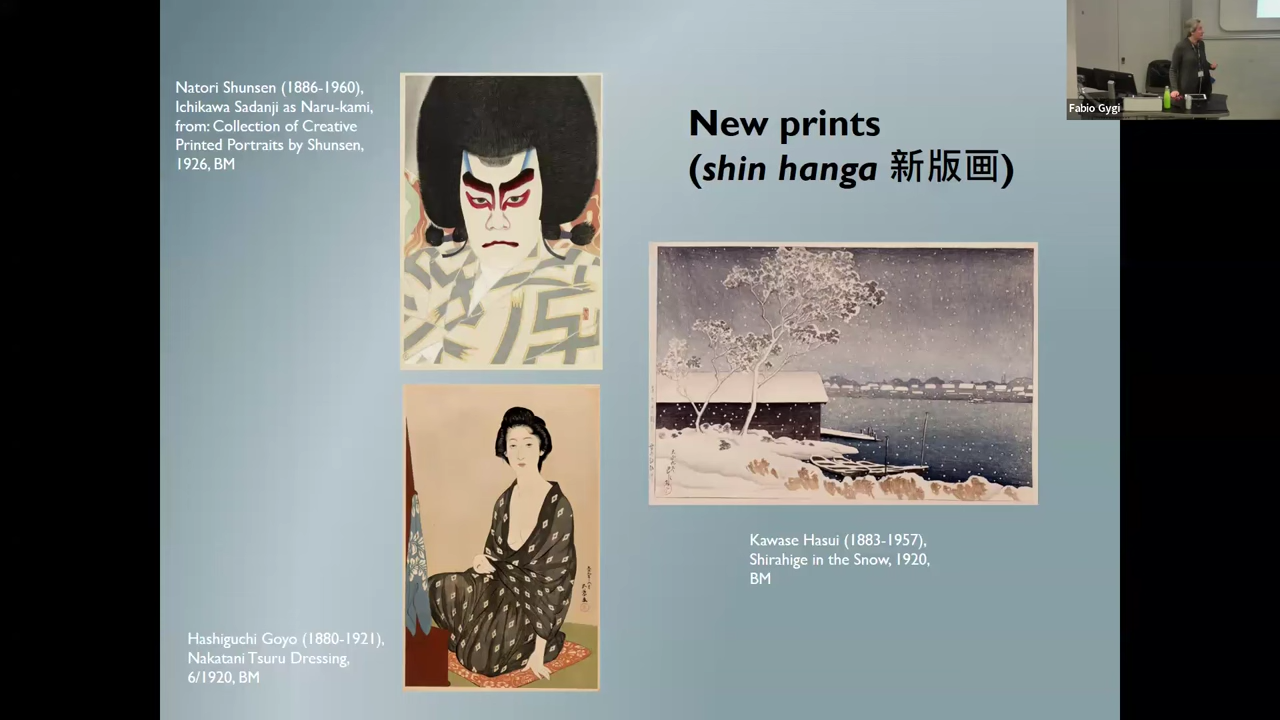 Natori Shunsen (1886-1960),
Ichikawa Sadanji as Naru-kami,
from: Collection of Creative
Printed Portraits by Shunsen,
1926, BM
New prints
(shin hanga 新版画)
Fabio Gygi
Kawase Hasui (1883-1957),
Shirahige in the Snow, 1920,
BM
Hashiguchi Goyo (1880-1921),
Nakatani Tsuru Dressing,
6/1920, BM